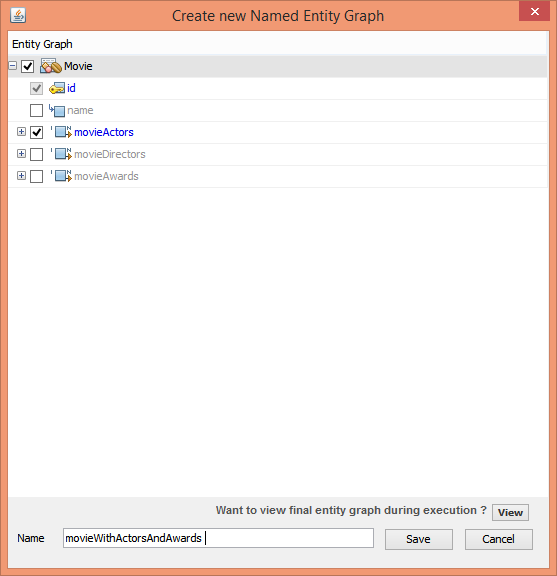 Create new Named Entity Graph
Entity Graph
Movie
id
name
movieActors
movieDirectors
movieAwards
Want to view final entity graph during execution ? View
Name movieWithActorsAndAwards Save Cancel